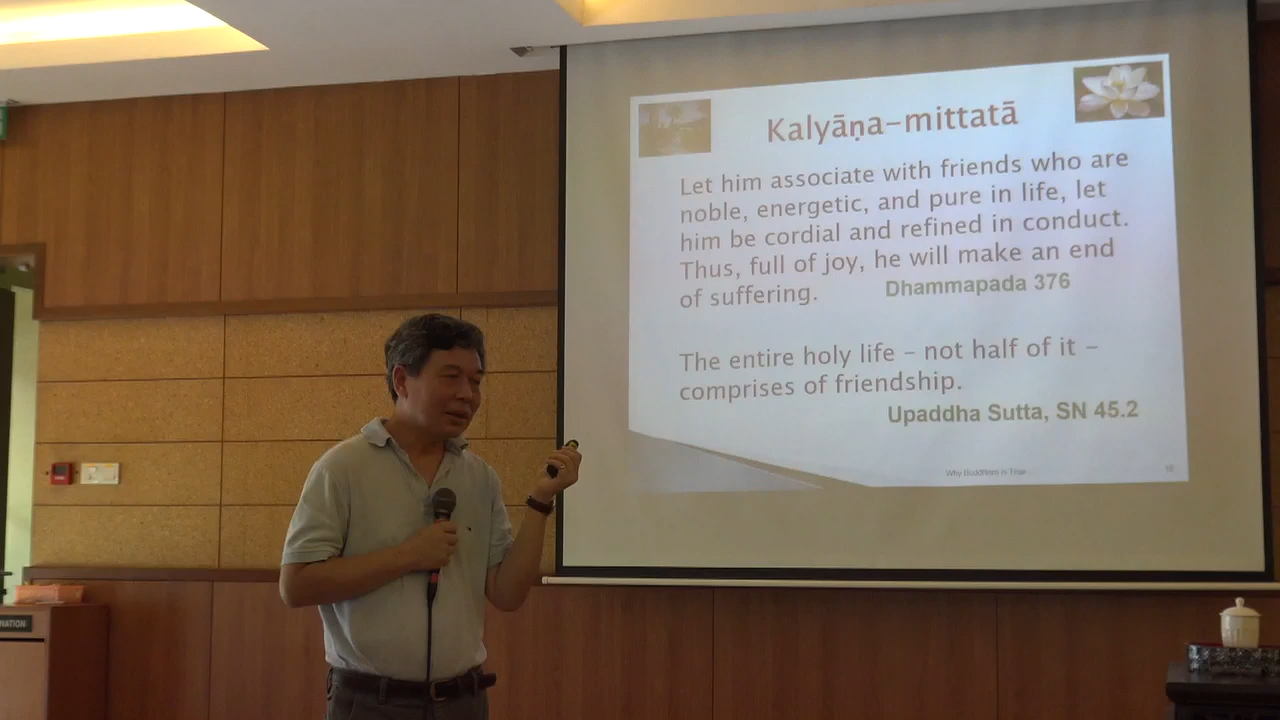 Kalyāṇa-mittatā
Let him associate with friends who are
noble, energetic, and pure in life, let
him be cordial and refined in conduct.
Thus, full of joy, he will make an end
of suffering.
Dhammapada 376
The entire holy life – not half of it –
comprises of friendship.
Upaddha Sutta, SN 45.2
Why Buddhism is True
NATION